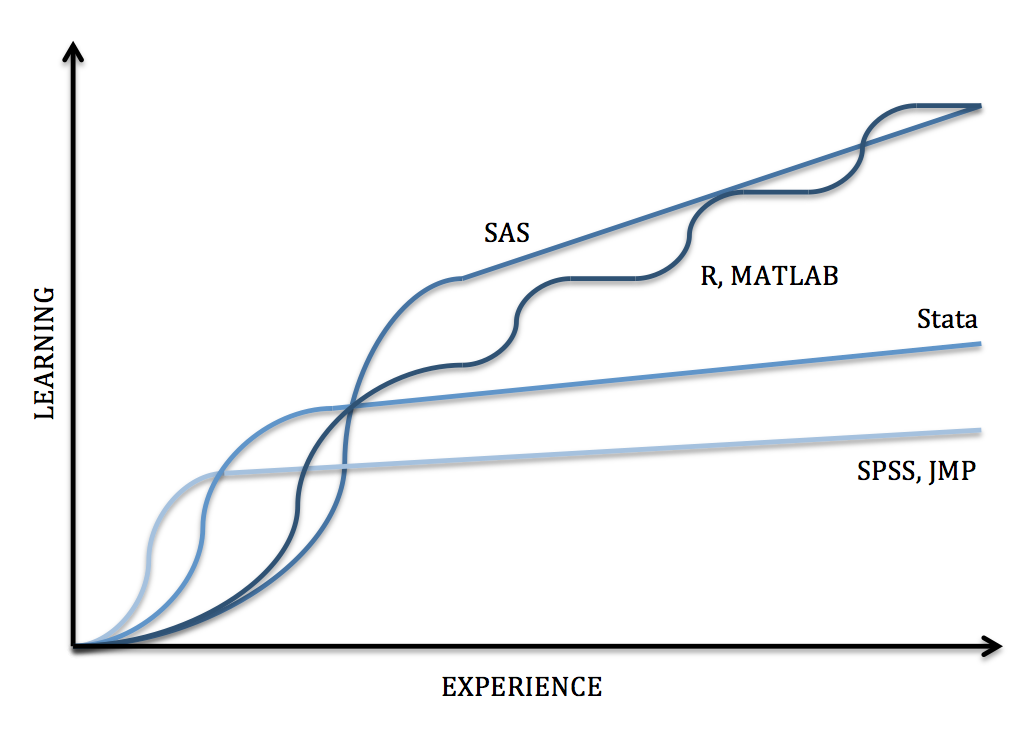 SAS
R, MATLAB
Stata
SPSS, JMP
LEARNING
EXPERIENCE